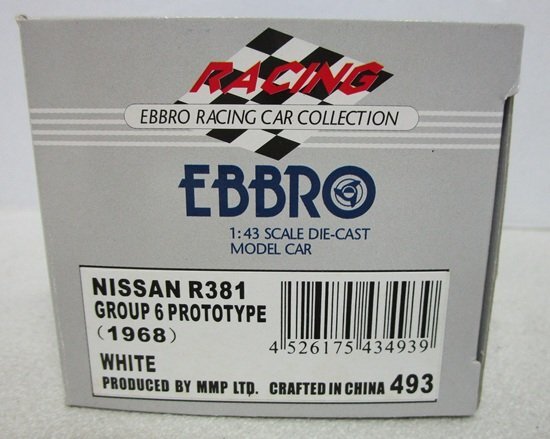 RACING
EBBRO RACING CAR COLLECTION
EBBRO
1:43 SCALE DIE-CAST
MODEL CAR
NISSAN R381
GROUP 6 PROTOTYPE
(1968)
WHITE
4 526175 434939
PRODUCED BY MMP LTD. CRAFTED IN CHINA 493